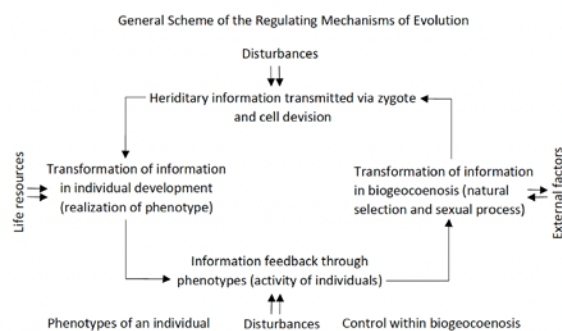 General Scheme of the Regulating Mechanisms of Evolution
Disturbances
Heriditary information transmitted via zygote
and cell devision
Life resources
Transformation of information
in individual development
(realization of phenotype)
Transformation of information
in biogeocoenosis (natural
selection and sexual process)
External factors
Information feedback through
phenotypes (activity of individuals)
Phenotypes of an individual
Disturbances
Control within biogeocoenosis